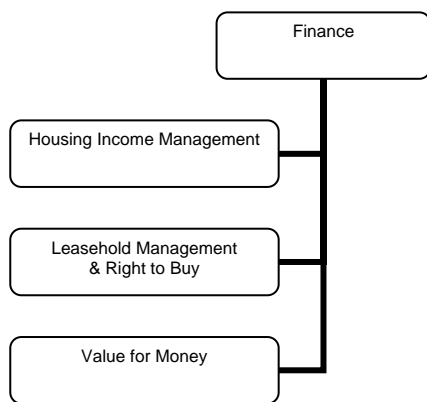 Finance
Housing Income Management
Leasehold Management
& Right to Buy
Value for Money